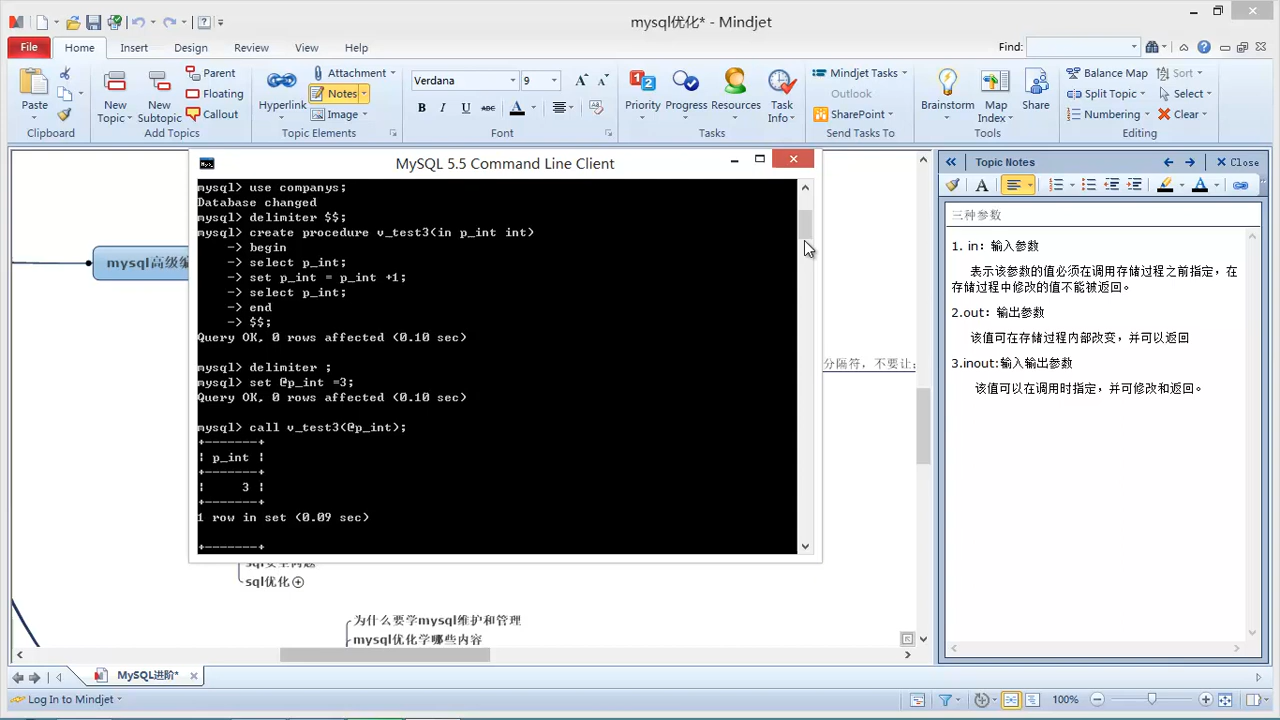 mysql优化* - Mindjet
File
Home
Insert
Design
Review
View
Help
Find:
Paste
Clipboard
New Topic
New Subtopic
Parent
Floating
Callout
Add Topics
Hyperlink
Attachment
Notes
Image
Topic Elements
Verdana
9
B I U abc A
Font
Priority
Progress
Resources
Task Info
Tasks
Mindjet Tasks
Outlook
SharePoint
Send Tasks To
Brainstorm
Map Index
Share
Tools
Balance Map
Split Topic
Numbering
Sort
Select
Clear
Editing
MySQL 5.5 Command Line Client
mysql> use companys;
Database changed
mysql> delimiter $$;
mysql> create procedure v_test3(in p_int int)
-> begin
-> select p_int;
-> set p_int = p_int +1;
-> select p_int;
-> end
-> $$;
Query OK, 0 rows affected (0.10 sec)
mysql> delimiter ;
mysql> set @p_int =3;
Query OK, 0 rows affected (0.10 sec)
mysql> call v_test3(@p_int);
+-------+
| p_int |
+-------+
| 3 |
+-------+
1 row in set (0.09 sec)
+-------+
mysql高级编
分隔符，不要让
sql优化
为什么要学mysql维护和管理
mysql优化学哪些内容
Topic Notes
Close
三种参数
1. in：输入参数
表示该参数的值必须在调用存储过程之前指定，在
存储过程中修改的值不能被返回。
2.out：输出参数
该值可在存储过程内部改变，并可以返回
3.inout:输入输出参数
该值可以在调用时指定，并可修改和返回。
MySQL进阶*
Log In to Mindjet
100%